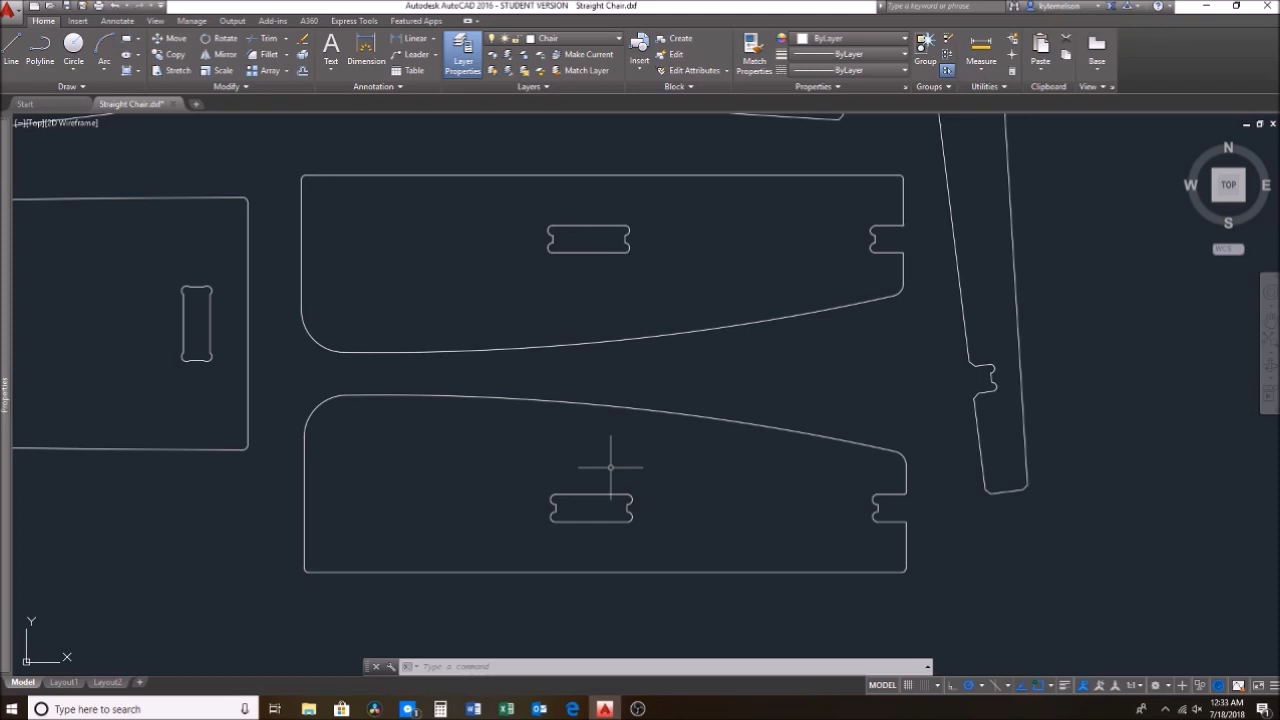 Autodesk AutoCAD 2016 - STUDENT VERSION Straight Chair.dxf
Type a keyword or phrase
kylemelson
Home Insert Annotate Parametric View Manage Output Add-ins A360 Express Tools Featured Apps
Line Polyline Circle Arc
Move Rotate Trim
Copy Mirror Fillet
Stretch Scale Array
Text Dimension
Linear
Leader
Table
Layer Properties
Chair
Make Current
Match Layer
Insert
Create
Edit
Edit Attributes
Match Properties
ByLayer
ByLayer
ByLayer
Group Measure Paste Base
Draw Modify Annotation Layers Block Properties Groups Utilities Clipboard View
Start Straight Chair.dxf*
[–][Top][2D Wireframe]
N
W TOP E
S
WCS
Properties
Y
X
Type a command
Model Layout1 Layout2
MODEL 1:1
Type here to search
12:33 AM
7/18/2018